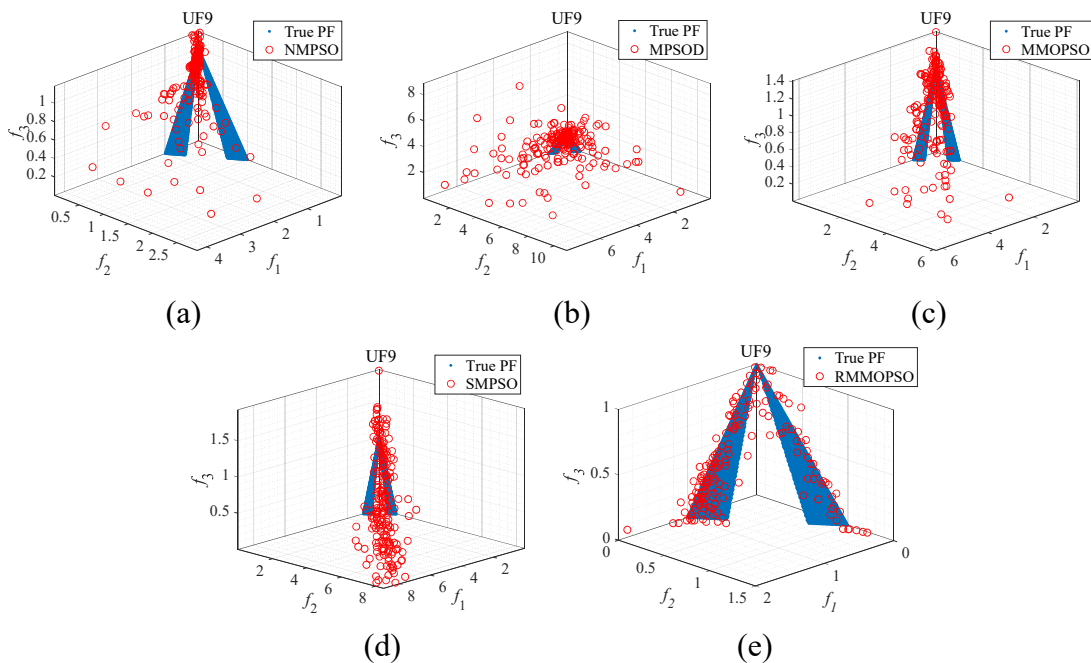 UF9
True PF
NMPSO
1
0.8
0.6
0.4
0.2
f3
0.5
1
1.5
2
2.5
f2
4
3
2
1
f1
(a)
UF9
True PF
MPSOD
8
6
4
2
f3
2
4
6
8
10
f2
6
4
2
f1
(b)
UF9
True PF
MMOPSO
1.4
1.2
1
0.8
0.6
0.4
0.2
f3
2
4
6
f2
6
4
2
f1
(c)
UF9
True PF
SMPSO
1.5
1
0.5
f3
2
4
6
8
f2
8
6
4
2
f1
(d)
UF9
True PF
RMMOPSO
1
0.5
0
f3
0
0.5
1
1.5
f2
2
1
0
f1
(e)